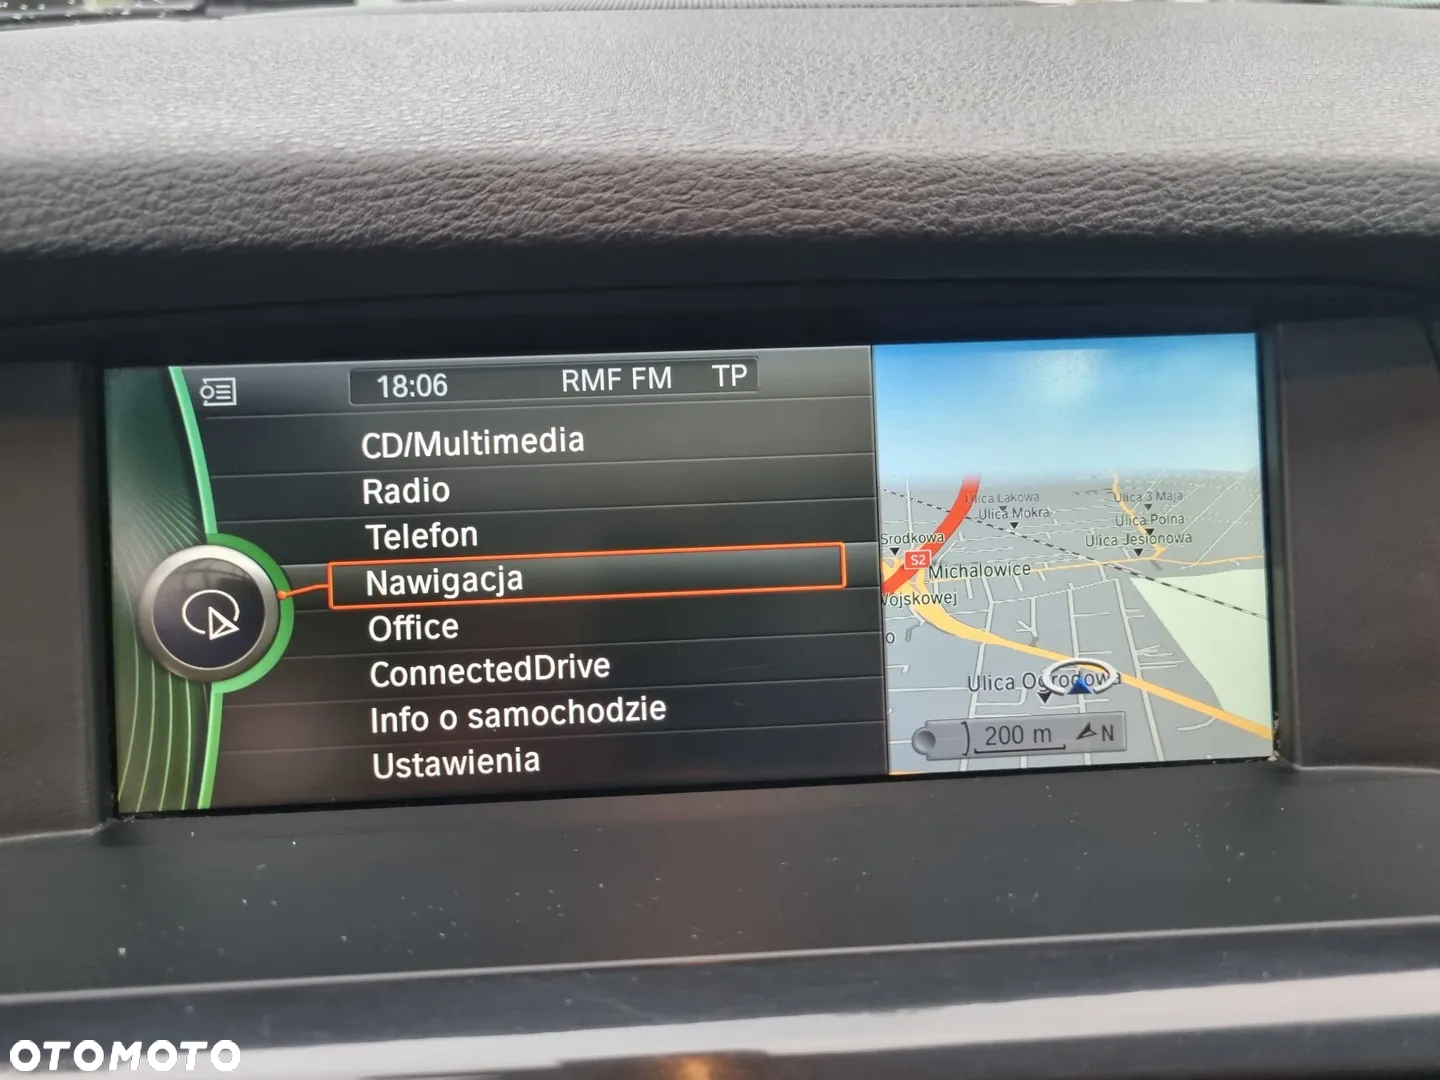 18:06 RMF FM TP
CD/Multimedia
Radio
Telefon
Nawigacja
Office
ConnectedDrive
Info o samochodzie
Ustawienia
Ulica Lakowa
Ulica 3 Maja
Ulica Mokra
Ulica Polna
Srodkowa
Ulica Jesionowa
S2
Michalowice
Wojskowej
o
Ulica Ogrodowa
200 m N
OTOMOTO